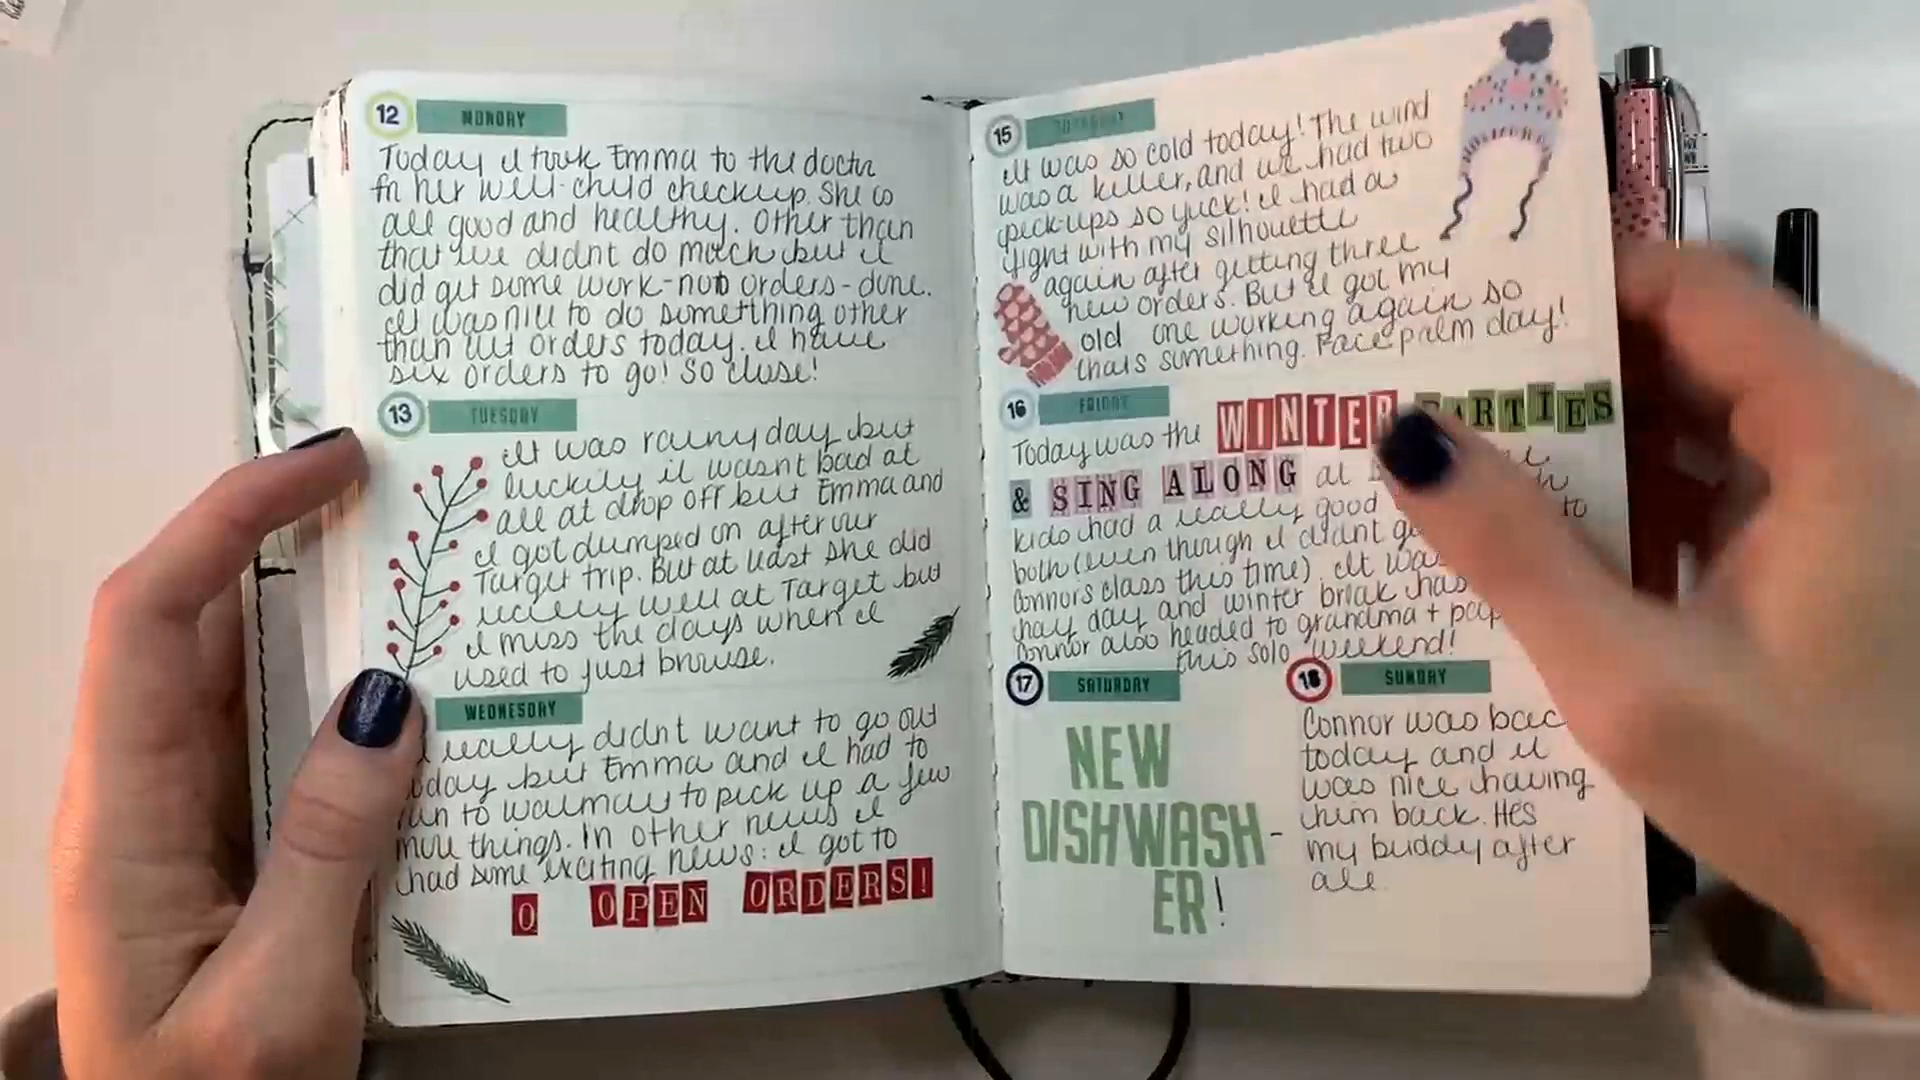 12 MONDAY
Today I took Emma to the doctor
for her well-child checkup. She is
all good and healthy. Other than
that we didnt do much but I
did get some work-not orders-done.
It was nice to do something other
than cut orders today. I have
six orders to go! So close!
13 TUESDAY
It was rainy day but
luckily it wasnt bad at
all at drop off but Emma and
I got dumped on after our
Target trip. But at least she did
really well at Target but
I miss the days when I
used to just browse.
WEDNESDAY
really didnt want to go out
today but Emma and I had to
run to walmart to pick up a few
more things. In other news I
had some exciting news: I got to
0 OPEN ORDERS!
15
It was so cold today! The wind
was a killer, and we had two
pick-ups so yuck! I had a
fight with my silhouette
again after getting three
new orders. But I got my
old one working again so
thats something. Face palm day!
16 FRIDAY
Today was the WINTER PARTIES
& SING ALONG at
kids had a really good to
both (even though I didnt
Connors class this time). It was
day and winter break has
Connor also headed to grandma +
this solo weekend!
17 SATURDAY
NEW
DISHWASH-
ER!
18 SUNDAY
Connor was bac
today and it
was nice having
him back. Hes
my buddy after
all.